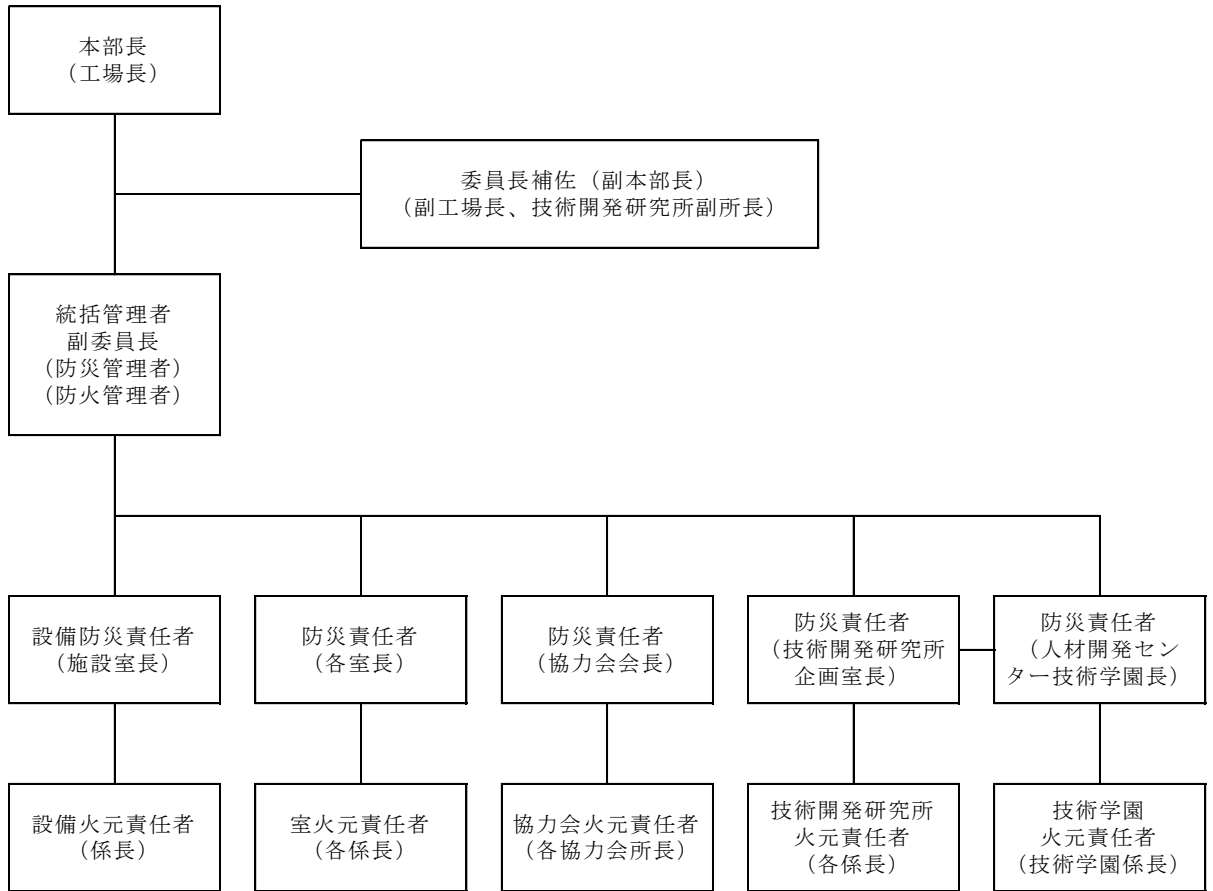 本部長
（工場長）
委員長補佐（副本部長）
（副工場長、技術開発研究所副所長）
統括管理者
副委員長
（防災管理者）
（防火管理者）
設備防災責任者
（施設室長）
防災責任者
（各室長）
防災責任者
（協力会会長）
防災責任者
（技術開発研究所
企画室長）
防災責任者
（人材開発セン
ター技術学園長）
設備火元責任者
（係長）
室火元責任者
（各係長）
協力会火元責任者
（各協力会所長）
技術開発研究所
火元責任者
（各係長）
技術学園
火元責任者
（技術学園係長）